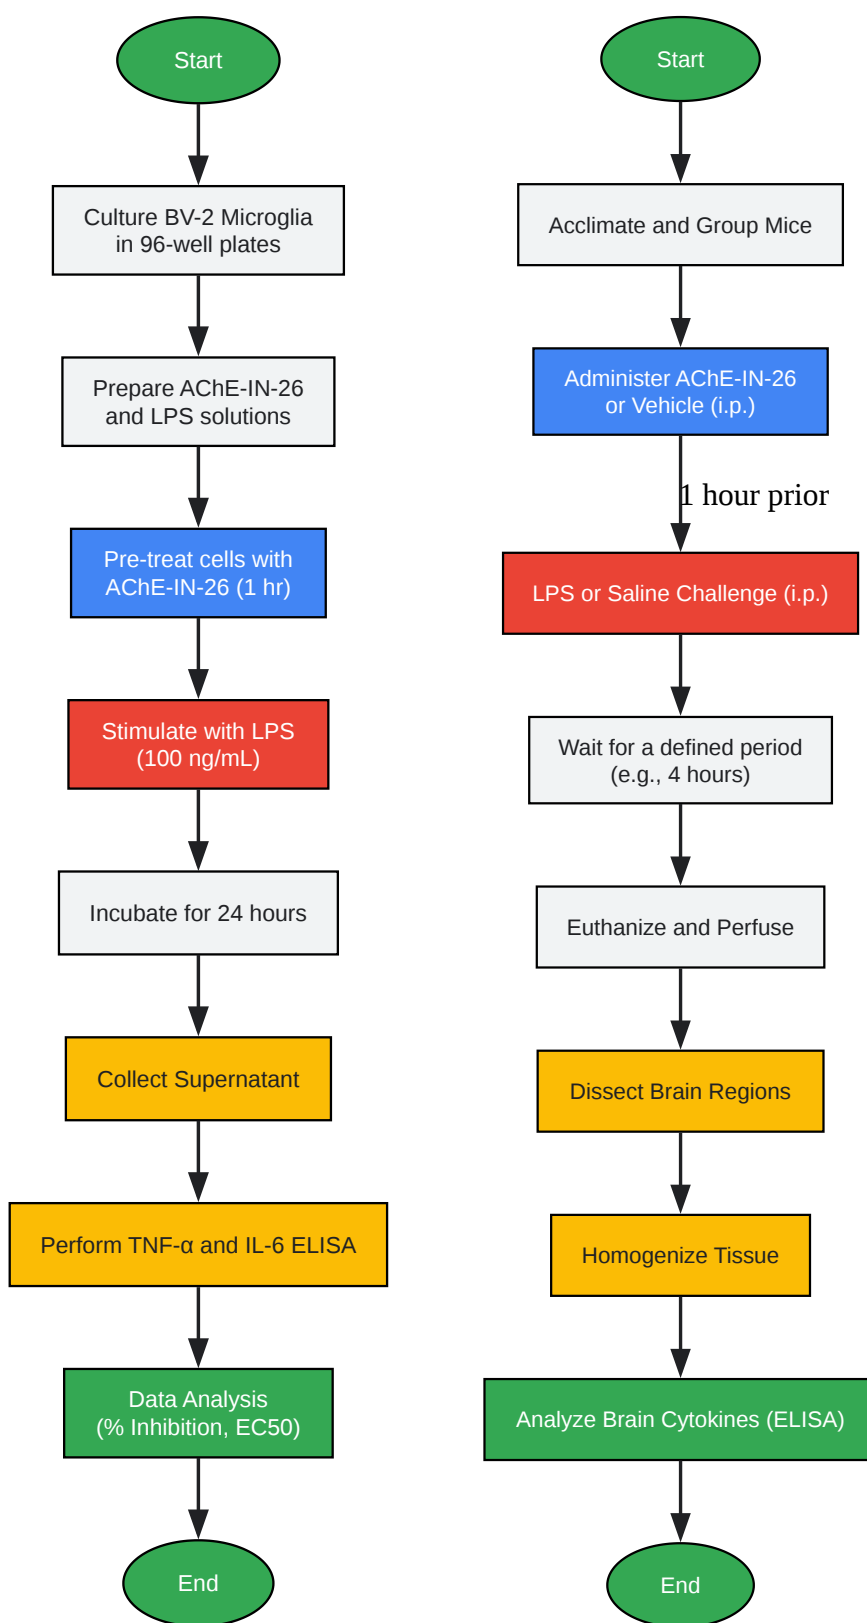 Start
Culture BV-2 Microglia
in 96-well plates
Prepare AChE-IN-26
and LPS solutions
Pre-treat cells with
AChE-IN-26 (1 hr)
Stimulate with LPS
(100 ng/mL)
Incubate for 24 hours
Collect Supernatant
Perform TNF-α and IL-6 ELISA
Data Analysis
(% Inhibition, EC50)
End
Start
Acclimate and Group Mice
Administer AChE-IN-26
or Vehicle (i.p.)
1 hour prior
LPS or Saline Challenge (i.p.)
Wait for a defined period
(e.g., 4 hours)
Euthanize and Perfuse
Dissect Brain Regions
Homogenize Tissue
Analyze Brain Cytokines (ELISA)
End